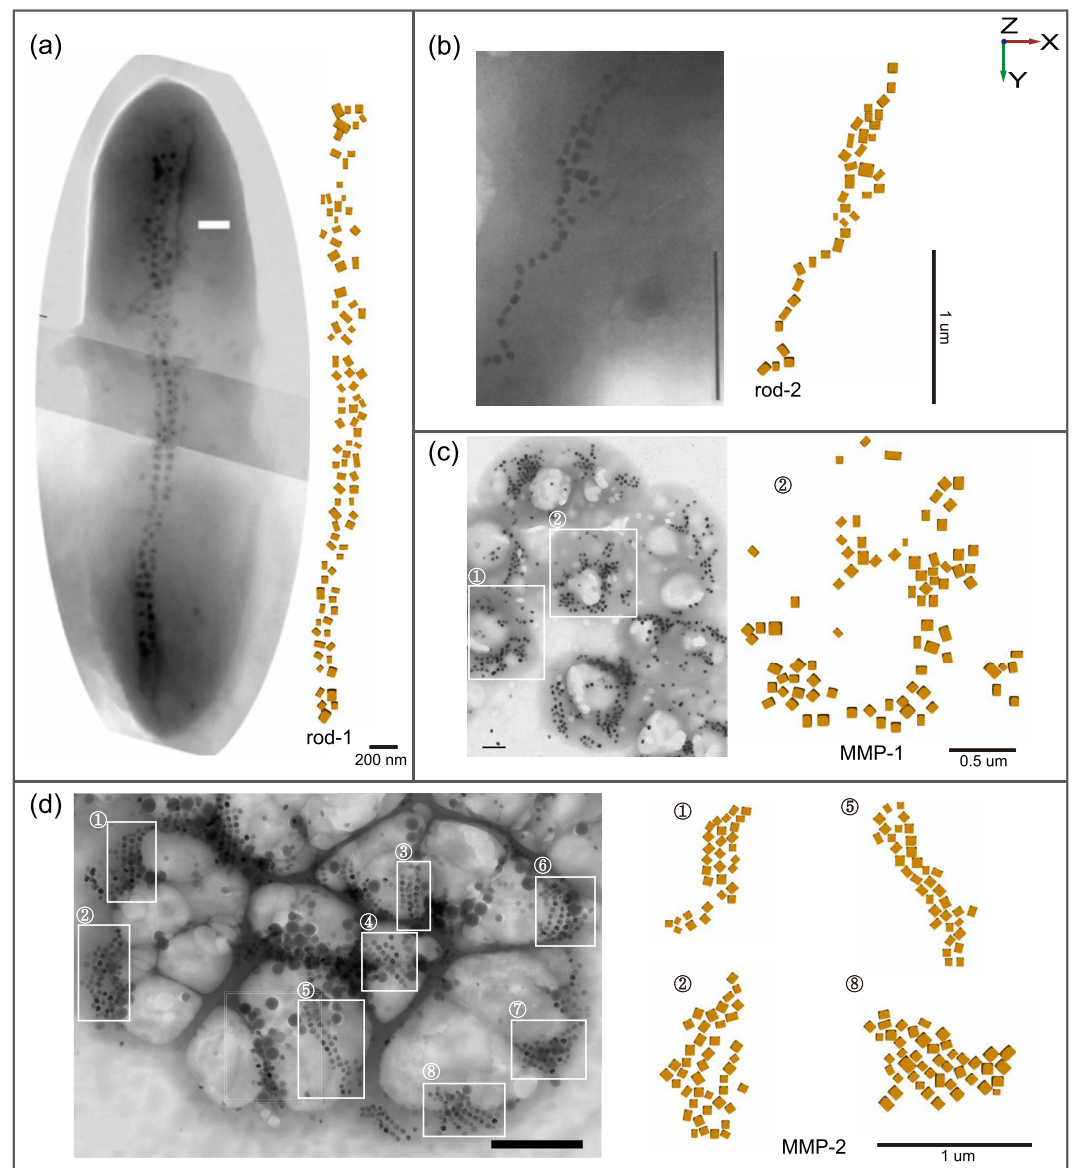 (a)
rod-1
200 nm
(b)
Z
X
Y
1 um
rod-2
(c)
②
①
②
MMP-1
0.5 um
(d)
①
②
③
④
⑤
⑥
⑦
⑧
①
⑤
②
⑧
MMP-2
1 um